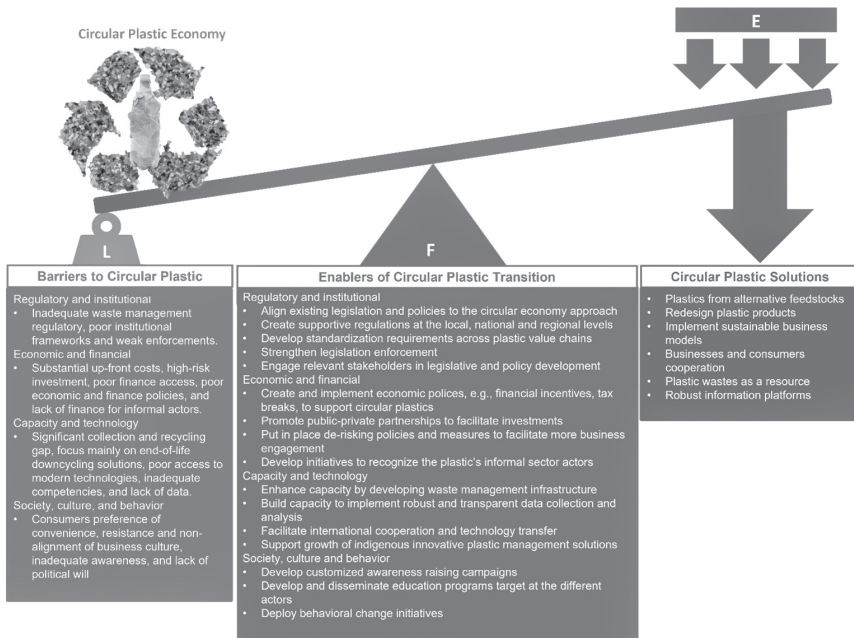 Circular Plastic Economy
E
L
F
Barriers to Circular Plastic
Regulatory and institutional
• Inadequate waste management
regulatory, poor institutional
frameworks and weak enforcements.
Economic and financial
• Substantial up-front costs, high-risk
investment, poor finance access, poor
economic and finance policies, and
lack of finance for informal actors.
Capacity and technology
• Significant collection and recycling
gap, focus mainly on end-of-life
downcycling solutions, poor access to
modern technologies, inadequate
competencies, and lack of data.
Society, culture, and behavior
• Consumers preference of
convenience, resistance and non-
alignment of business culture,
inadequate awareness, and lack of
political will
Enablers of Circular Plastic Transition
Regulatory and institutional
• Align existing legislation and policies to the circular economy approach
• Create supportive regulations at the local, national and regional levels
• Develop standardization requirements across plastic value chains
• Strengthen legislation enforcement
• Engage relevant stakeholders in legislative and policy development
Economic and financial
• Create and implement economic polices, e.g., financial incentives, tax
breaks, to support circular plastics
• Promote public-private partnerships to facilitate investments
• Put in place de-risking policies and measures to facilitate more business
engagement
• Develop initiatives to recognize the plastic's informal sector actors
Capacity and technology
• Enhance capacity by developing waste management infrastructure
• Build capacity to implement robust and transparent data collection and
analysis
• Facilitate international cooperation and technology transfer
• Support growth of indigenous innovative plastic management solutions
Society, culture and behavior
• Develop customized awareness raising campaigns
• Develop and disseminate education programs target at the different
actors
• Deploy behavioral change initiatives
Circular Plastic Solutions
• Plastics from alternative feedstocks
• Redesign plastic products
• Implement sustainable business
models
• Businesses and consumers
cooperation
• Plastic wastes as a resource
• Robust information platforms